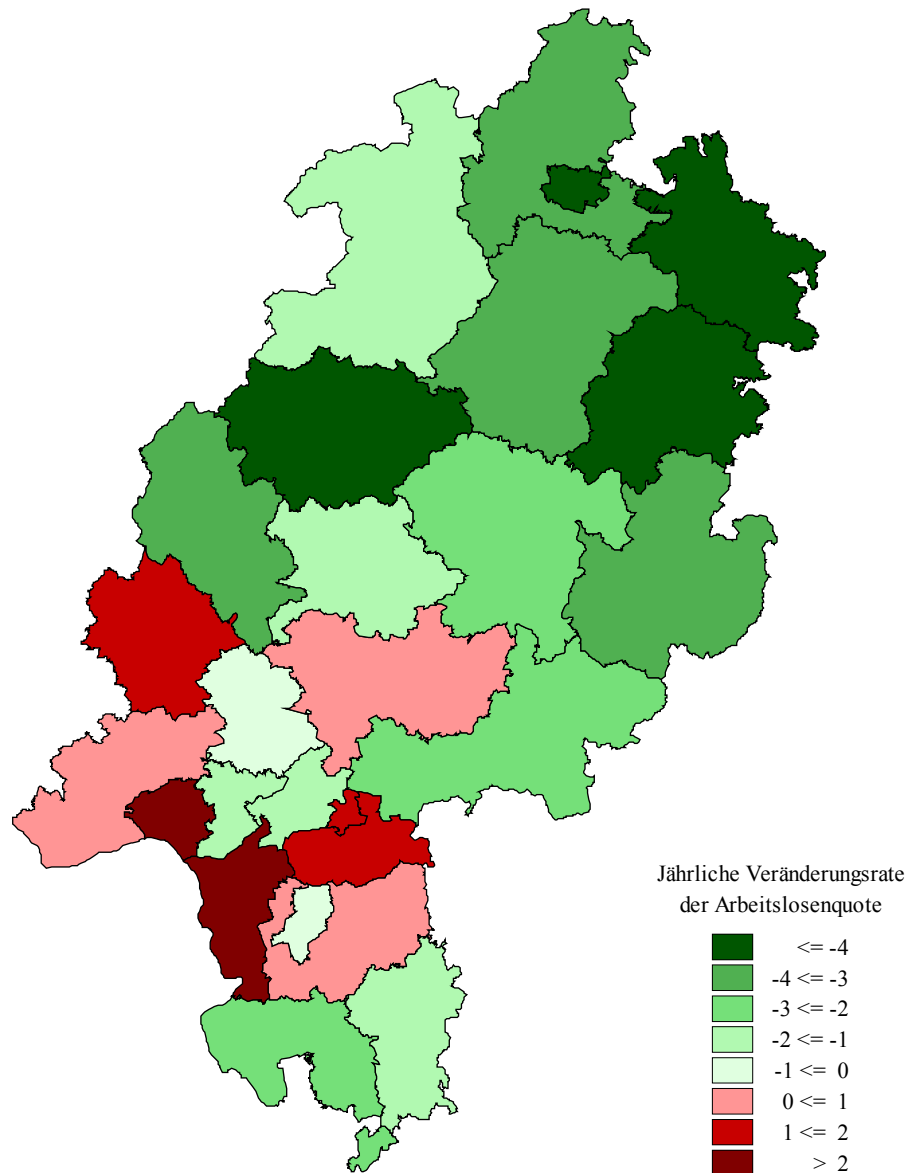 Jährliche Veränderungsrate
der Arbeitslosenquote
<= -4
-4 <= -3
-3 <= -2
-2 <= -1
-1 <= 0
0 <= 1
1 <= 2
> 2